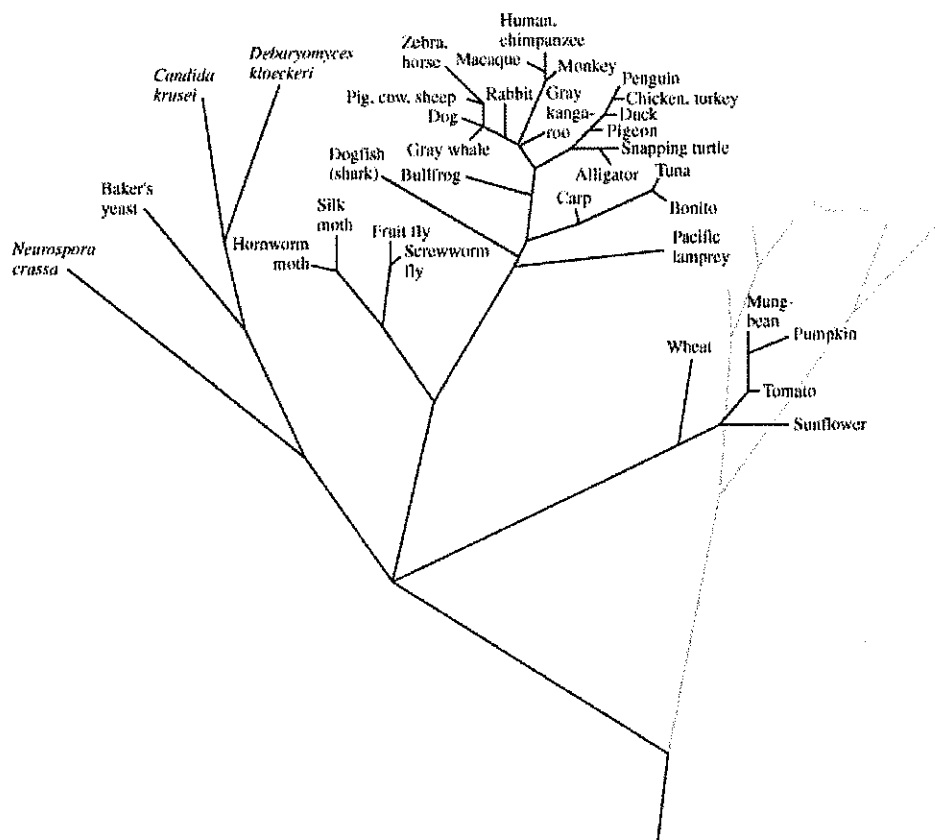 Human,
chimpanzee
Zebra,
horse
Debaryomyces
kloeckeri
Macaque
Monkey
Candida
krusei
Penguin
Pig, cow, sheep
Rabbit
Gray
kanga-
roo
Chicken, turkey
Dog
Duck
Pigeon
Gray whale
Snapping turtle
Dogfish
(shark)
Bullfrog
Alligator
Tuna
Baker's
yeast
Carp
Bonito
Silk
moth
Fruit fly
Hornworm
moth
Screwworm
fly
Pacific
lamprey
Neurospora
crassa
Mung-
bean
Pumpkin
Wheat
Tomato
Sunflower